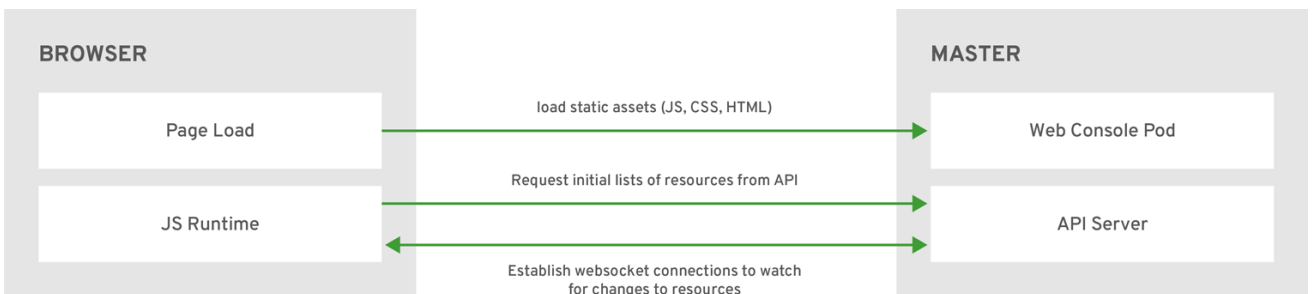 BROWSER
MASTER
load static assets (JS, CSS, HTML)
Page Load
Web Console Pod
Request initial lists of resources from API
JS Runtime
API Server
Establish websocket connections to watch
for changes to resources